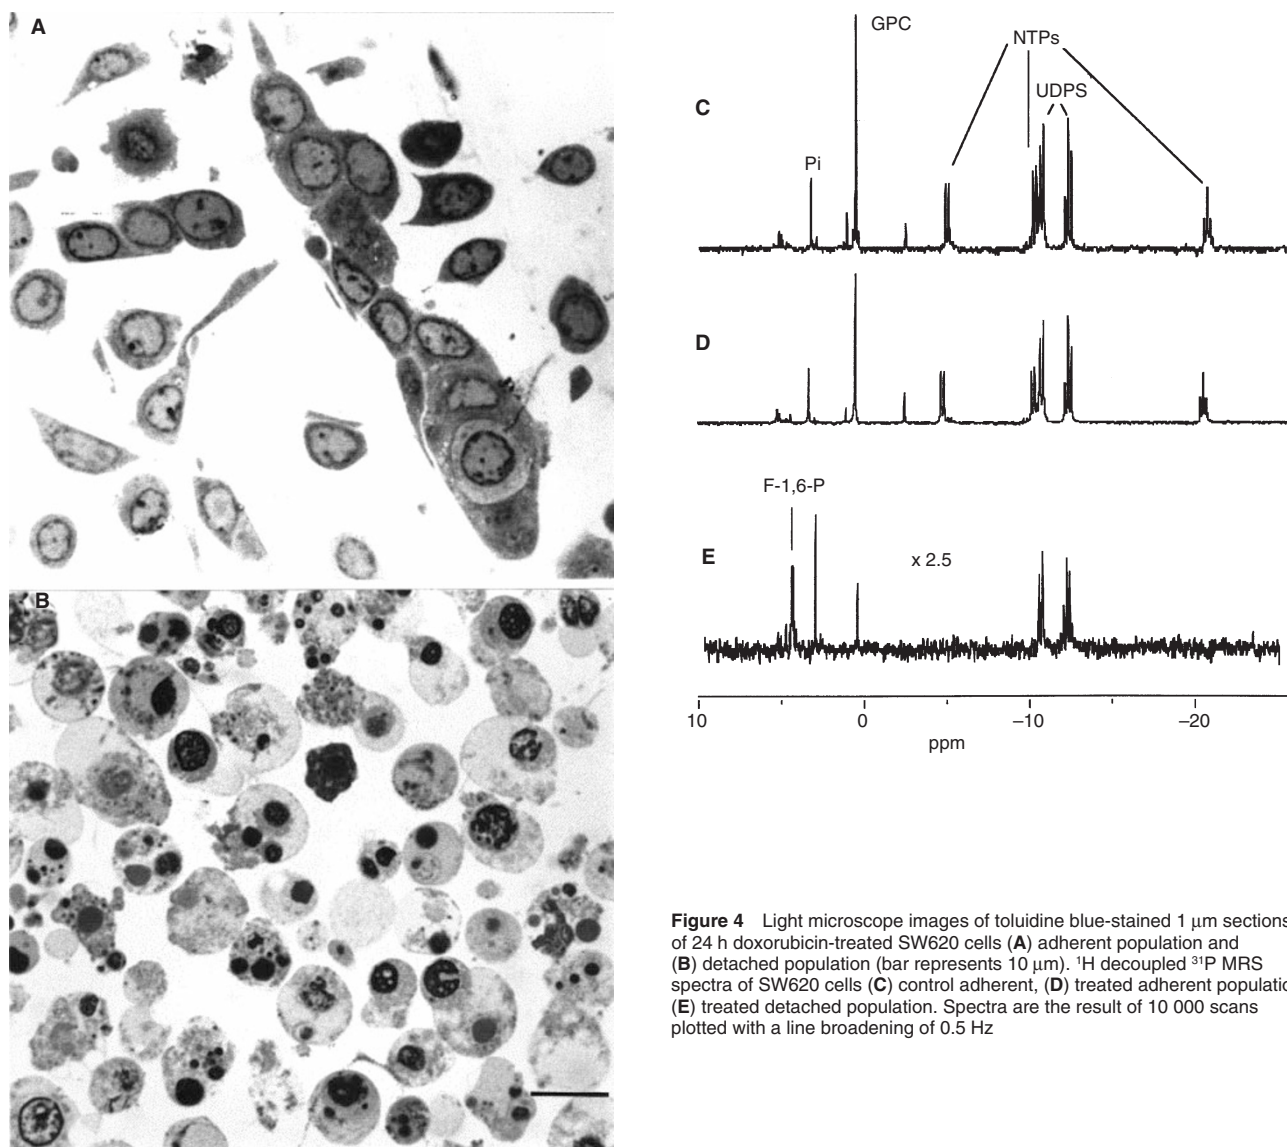 A
B
C
GPC
NTPs
UDPS
Pi
D
F-1,6-P
E
x 2.5
10 0 –10 –20
ppm
Figure 4 Light microscope images of toluidine blue-stained 1 μm sections
of 24 h doxorubicin-treated SW620 cells (A) adherent population and
(B) detached population (bar represents 10 μm). ¹H decoupled ³¹P MRS
spectra of SW620 cells (C) control adherent, (D) treated adherent
(E) treated detached population. Spectra are the result of 10 000 scans
plotted with a line broadening of 0.5 Hz